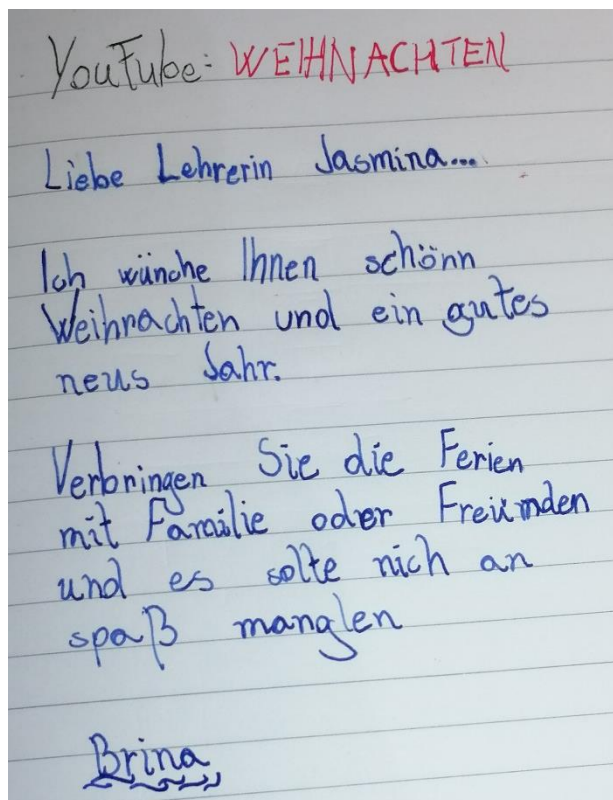 YouTube: WEIHNACHTEN
Liebe Lehrerin Jasmina...
Ich wünche Ihnen schönn
Weihnachten und ein gutes
neus Jahr.
Verbringen Sie die Ferien
mit Familie oder Freunden
und es solte nich an
spaß manglen
Brina